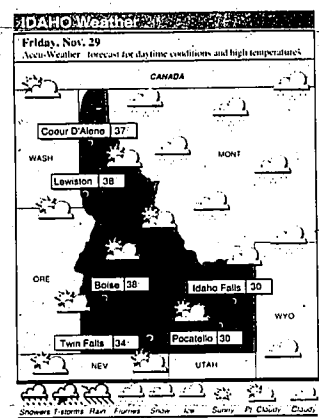 IDAHO Weather
Friday, Nov. 29
Accu-Weather forecast for daytime conditions and high temperatures
CANADA
Coeur D'Alene 37
WASH
MONT
Lewiston 38
ORE
Boise 38
Idaho Falls 30
WYO
Twin Falls 34
Pocatello 30
NEV
UTAH
Showers T-storms Rain Flurries Snow Ice Sunny Pt. Cloudy Cloudy